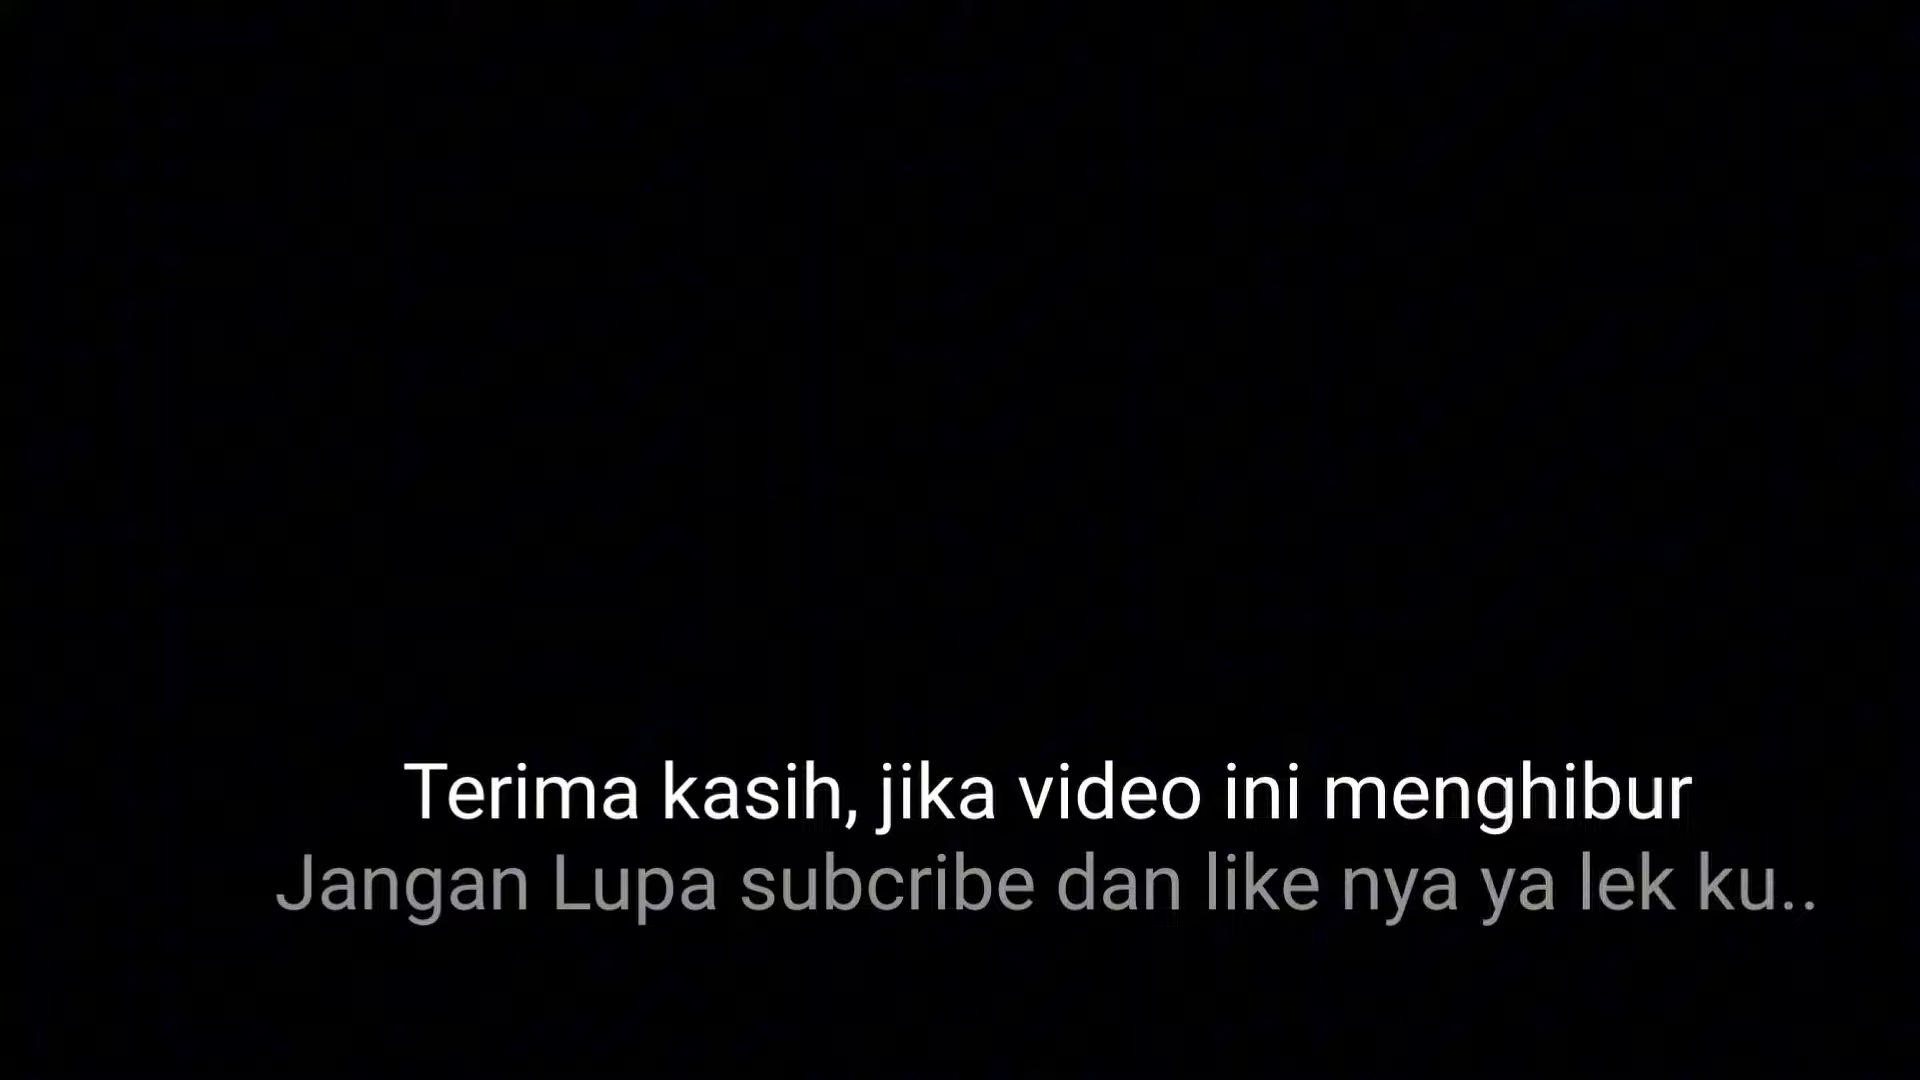 Terima kasih, jika video ini menghibur
Jangan Lupa subcribe dan like nya ya lek ku..